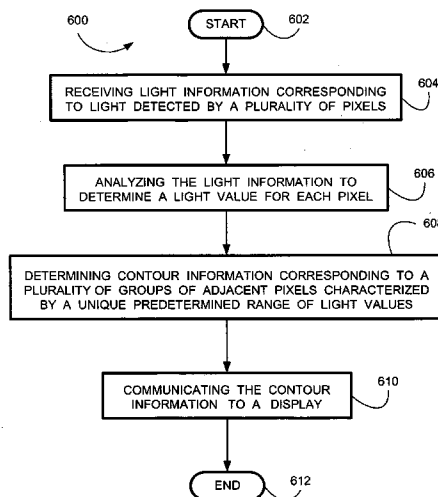 600
START
602
RECEIVING LIGHT INFORMATION CORRESPONDING
TO LIGHT DETECTED BY A PLURALITY OF PIXELS
604
ANALYZING THE LIGHT INFORMATION TO
DETERMINE A LIGHT VALUE FOR EACH PIXEL
606
608
DETERMINING CONTOUR INFORMATION CORRESPONDING TO A
PLURALITY OF GROUPS OF ADJACENT PIXELS CHARACTERIZED
BY A UNIQUE PREDETERMINED RANGE OF LIGHT VALUES
COMMUNICATING THE CONTOUR
INFORMATION TO A DISPLAY
610
END
612